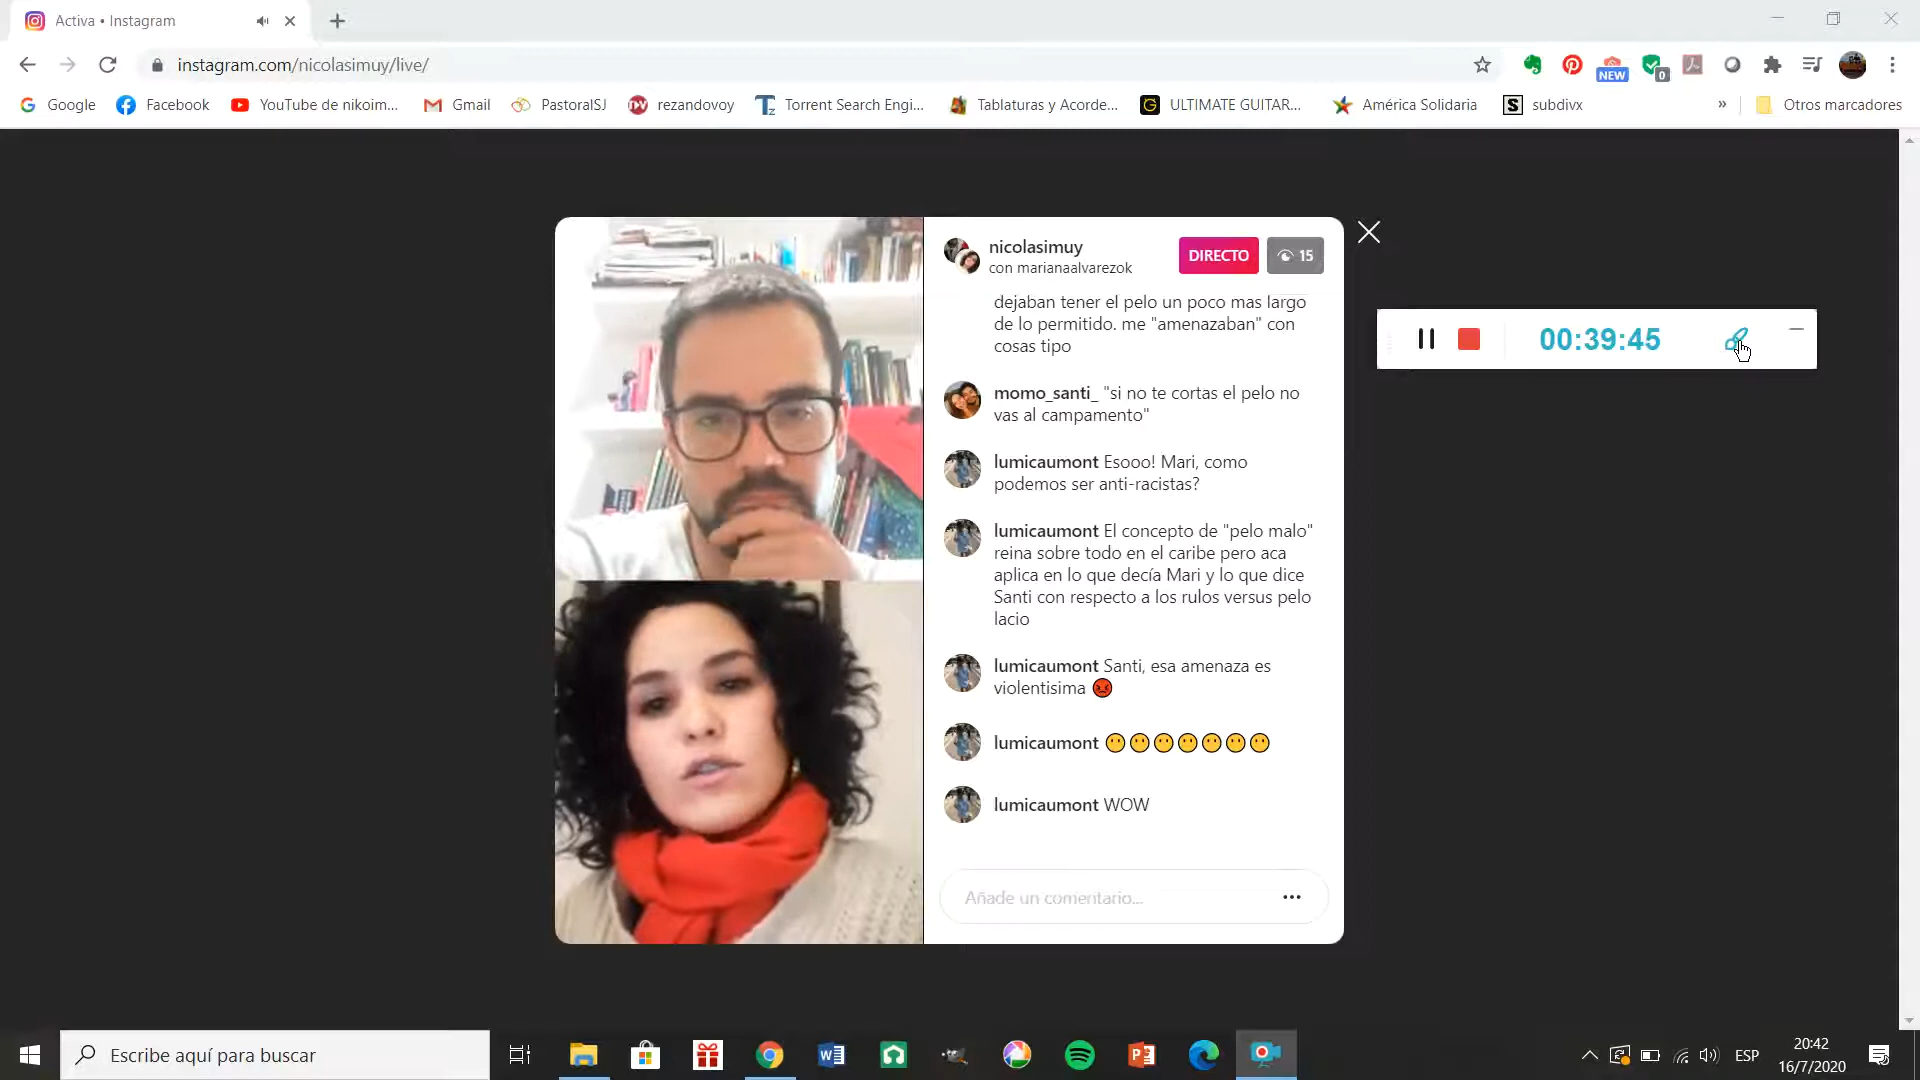 Activa • Instagram
instagram.com/nicolasimuy/live/
NEW
0
Google
Facebook
YouTube de nikoim...
Gmail
PastoralSJ
rezandovoy
Torrent Search Engi...
Tablaturas y Acorde...
ULTIMATE GUITAR...
América Solidaria
subdivx
»
Otros marcadores
nicolasimuy
con marianaalvarezok
DIRECTO
15
dejaban tener el pelo un poco mas largo
de lo permitido. me "amenazaban" con
cosas tipo
momo_santi_ "si no te cortas el pelo no
vas al campamento"
lumicaumont Esooo! Mari, como
podemos ser anti-racistas?
lumicaumont El concepto de "pelo malo"
reina sobre todo en el caribe pero aca
aplica en lo que decía Mari y lo que dice
Santi con respecto a los rulos versus pelo
lacio
lumicaumont Santi, esa amenaza es
violentisima 😡
lumicaumont 😶😶😶😶😶😶😶
lumicaumont WOW
Añade un comentario...
00:39:45
Escribe aquí para buscar
ESP
20:42
16/7/2020